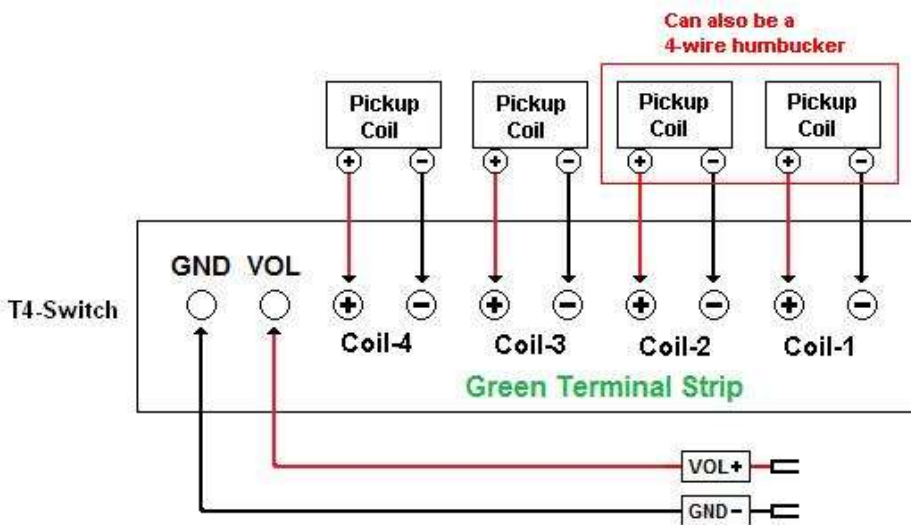 Can also be a
4-wire humbucker
Pickup
Coil
Pickup
Coil
Pickup
Coil
Pickup
Coil
+ − + − + − + −
GND VOL
T4-Switch
+ − + − + − + −
Coil-4 Coil-3 Coil-2 Coil-1
Green Terminal Strip
VOL+
GND−